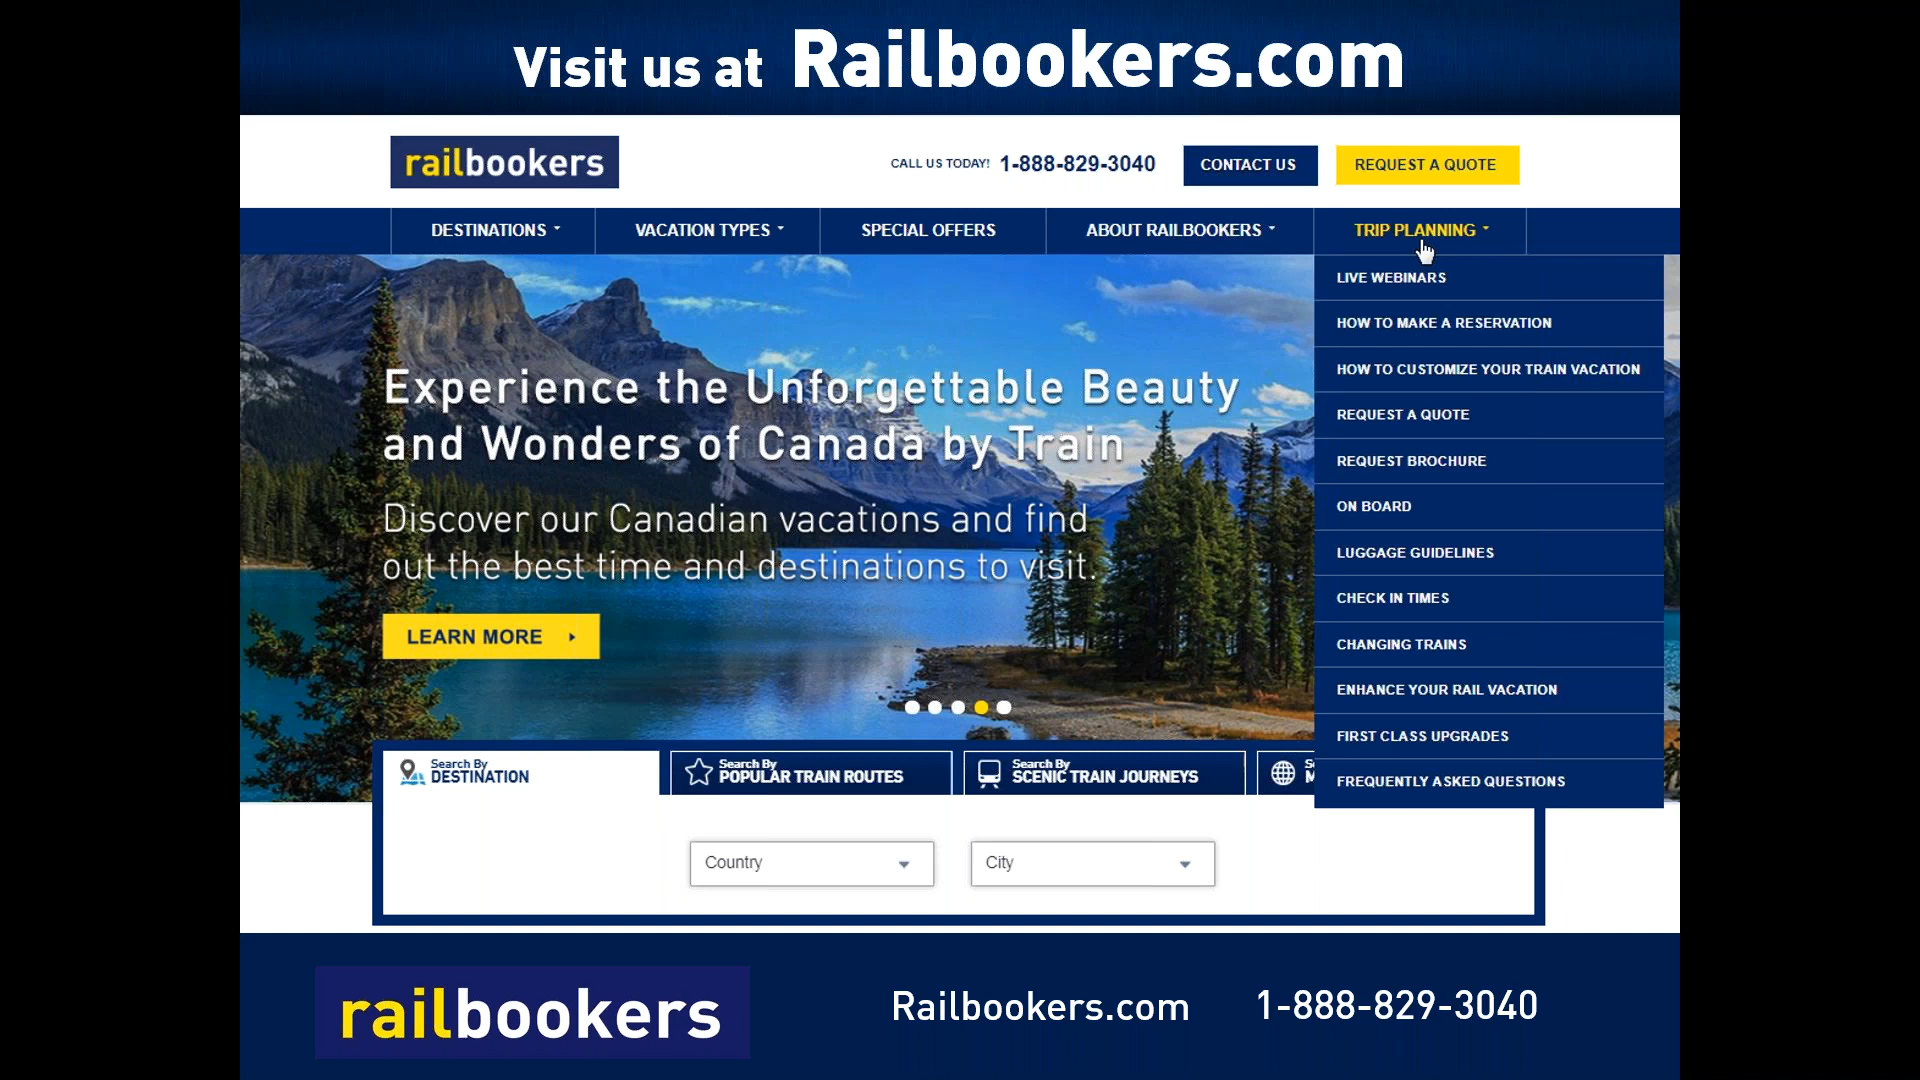 Visit us at Railbookers.com
railbookers
CALL US TODAY! 1-888-829-3040
CONTACT US
REQUEST A QUOTE
DESTINATIONS
VACATION TYPES
SPECIAL OFFERS
ABOUT RAILBOOKERS
TRIP PLANNING
LIVE WEBINARS
HOW TO MAKE A RESERVATION
HOW TO CUSTOMIZE YOUR TRAIN VACATION
REQUEST A QUOTE
REQUEST BROCHURE
ON BOARD
LUGGAGE GUIDELINES
CHECK IN TIMES
CHANGING TRAINS
ENHANCE YOUR RAIL VACATION
FIRST CLASS UPGRADES
FREQUENTLY ASKED QUESTIONS
Experience the Unforgettable Beauty
and Wonders of Canada by Train
Discover our Canadian vacations and find
out the best time and destinations to visit.
LEARN MORE
Search By
DESTINATION
Search By
POPULAR TRAIN ROUTES
Search By
SCENIC TRAIN JOURNEYS
Country
City
railbookers
Railbookers.com
1-888-829-3040